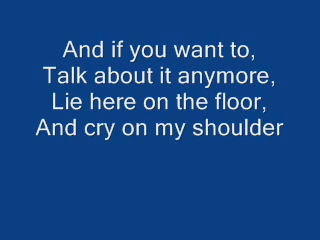 And if you want to,
Talk about it anymore,
Lie here on the floor,
And cry on my shoulder